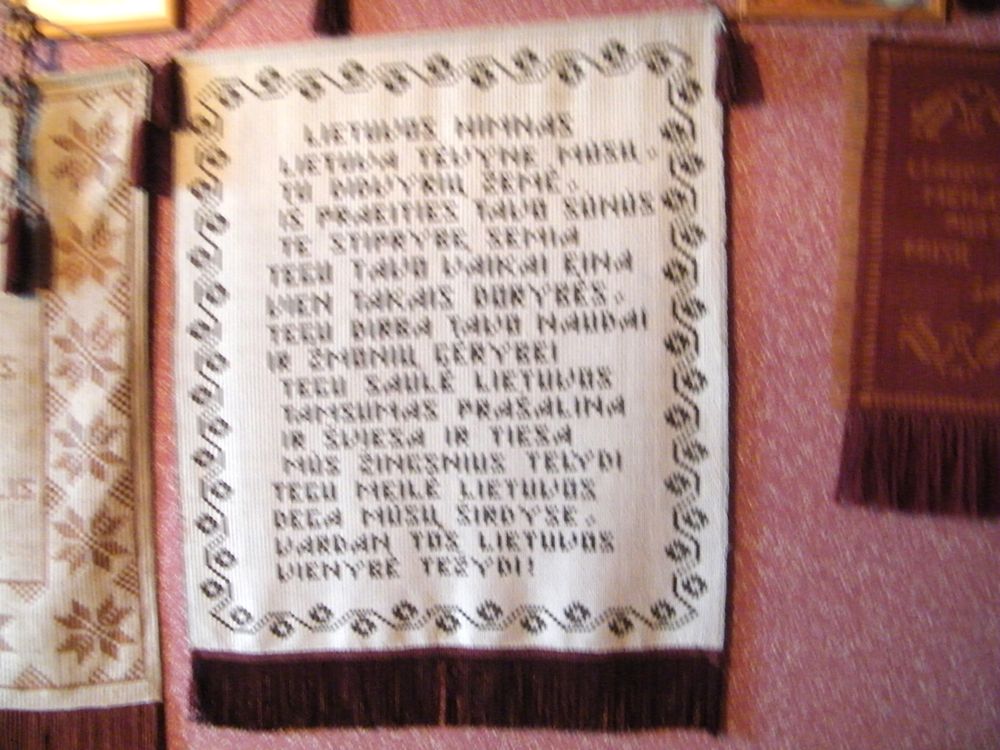 LIETUVOS HIMNAS
LIETUVA TĖVYNE MŪSŲ,
TU DIDVYRIŲ ŽEMĖ,
IŠ PRAEITIES TAVO SŪNŪS
TE STIPRYBĘ SEMIA
TEGU TAVO VAIKAI EINA
VIEN TAKAIS DORYBĖS,
TEGU DIRBA TAVO NAUDAI
IR ŽMONIŲ GĖRYBEI
TEGU SAULĖ LIETUVOS
TAMSUMAS PRAŠALINA
IR ŠVIESA IR TIESA
MŪS ŽINGSNIUS TELYDI
TEGU MEILĖ LIETUVOS
DEGA MŪSŲ ŠIRDYSE,
VARDAN TOS LIETUVOS
VIENYBĖ TEŽYDI!